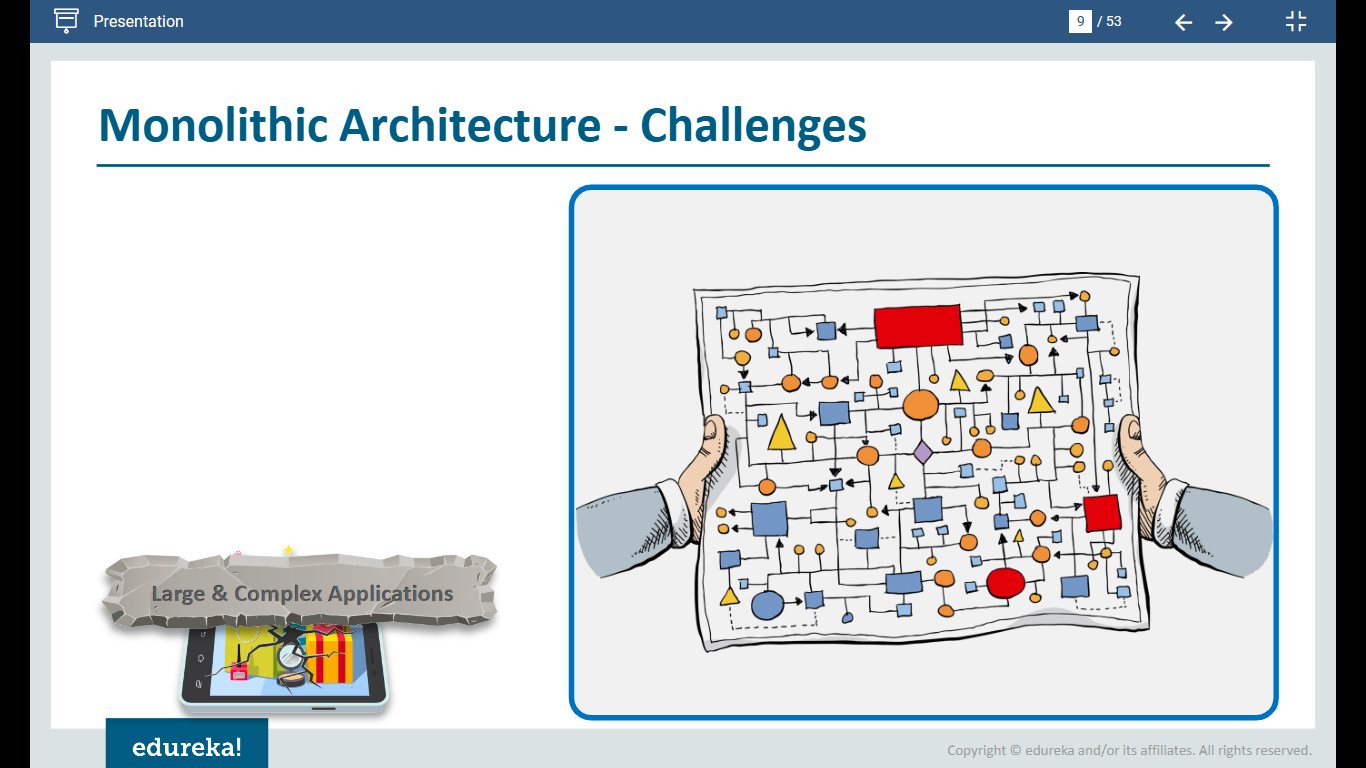 Presentation
9 / 53
Monolithic Architecture - Challenges
Large & Complex Applications
edureka!
Copyright © edureka and/or its affiliates. All rights reserved.